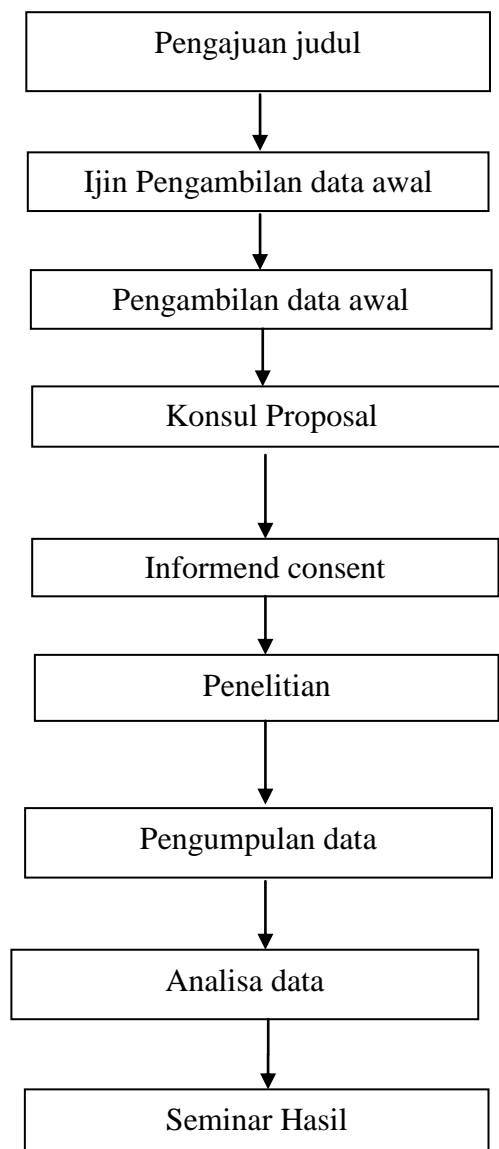 Pengajuan judul
Ijin Pengambilan data awal
Pengambilan data awal
Konsul Proposal
Informend consent
Penelitian
Pengumpulan data
Analisa data
Seminar Hasil